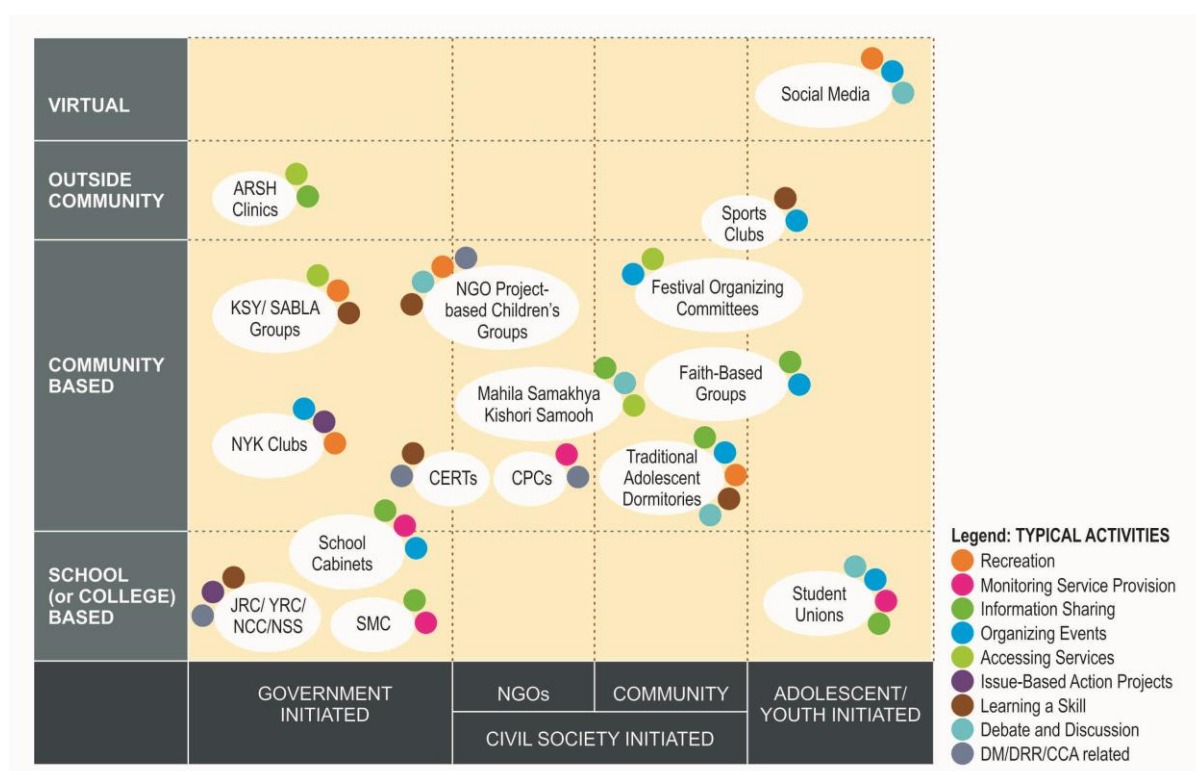 VIRTUAL
Social Media
OUTSIDE
COMMUNITY
ARSH
Clinics
Sports
Clubs
COMMUNITY
BASED
KSY/ SABLA
Groups
NGO Project-
based Children's
Groups
Festival Organizing
Committees
Mahila Samakhya
Kishori Samooh
Faith-Based
Groups
NYK Clubs
CERTs
CPCs
Traditional
Adolescent
Dormitories
SCHOOL
(or COLLEGE)
BASED
School
Cabinets
JRC/ YRC/
NCC/NSS
SMC
Student
Unions
GOVERNMENT
INITIATED
NGOs
COMMUNITY
CIVIL SOCIETY INITIATED
ADOLESCENT/
YOUTH INITIATED
Legend: TYPICAL ACTIVITIES
Recreation
Monitoring Service Provision
Information Sharing
Organizing Events
Accessing Services
Issue-Based Action Projects
Learning a Skill
Debate and Discussion
DM/DRR/CCA related